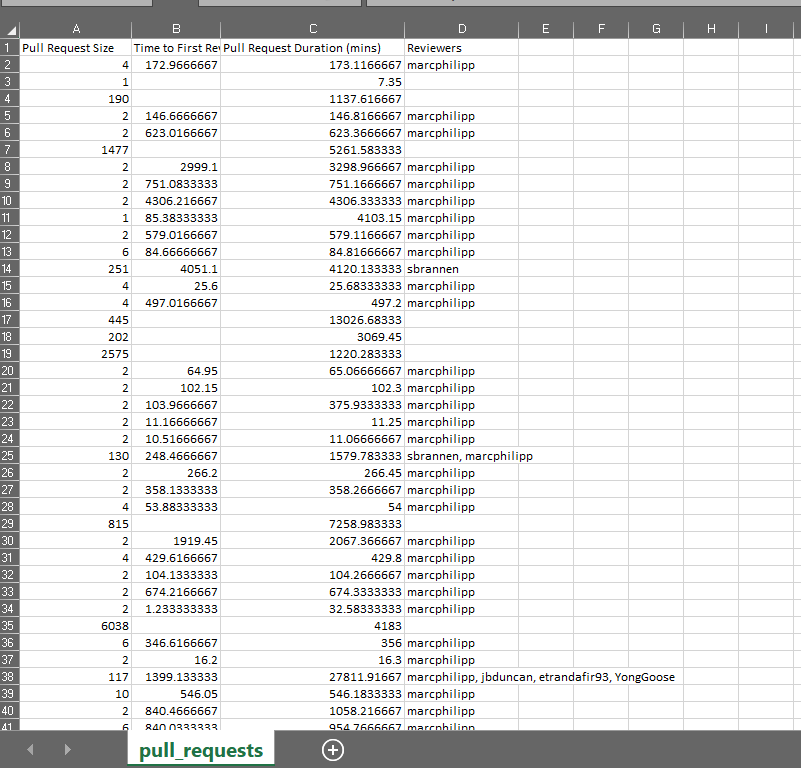 A B C D E F G H I
1 Pull Request Size Time to First Rev Pull Request Duration (mins) Reviewers
2 4 172.9666667 173.1166667 marcphilipp
3 1 7.35
4 190 1137.616667
5 2 146.6666667 146.8166667 marcphilipp
6 2 623.0166667 623.3666667 marcphilipp
7 1477 5261.583333
8 2 2999.1 3298.966667 marcphilipp
9 2 751.0833333 751.1666667 marcphilipp
10 2 4306.216667 4306.333333 marcphilipp
11 1 85.38333333 4103.15 marcphilipp
12 2 579.0166667 579.1166667 marcphilipp
13 6 84.66666667 84.81666667 marcphilipp
14 251 4051.1 4120.133333 sbrannen
15 4 25.6 25.68333333 marcphilipp
16 4 497.0166667 497.2 marcphilipp
17 445 13026.68333
18 202 3069.45
19 2575 1220.283333
20 2 64.95 65.06666667 marcphilipp
21 2 102.15 102.3 marcphilipp
22 2 103.9666667 375.9333333 marcphilipp
23 2 11.16666667 11.25 marcphilipp
24 2 10.51666667 11.06666667 marcphilipp
25 130 248.4666667 1579.783333 sbrannen, marcphilipp
26 2 266.2 266.45 marcphilipp
27 2 358.1333333 358.2666667 marcphilipp
28 4 53.88333333 54 marcphilipp
29 815 7258.983333
30 2 1919.45 2067.366667 marcphilipp
31 4 429.6166667 429.8 marcphilipp
32 2 104.1333333 104.2666667 marcphilipp
33 2 674.2166667 674.3333333 marcphilipp
34 2 1.233333333 32.58333333 marcphilipp
35 6038 4183
36 6 346.6166667 356 marcphilipp
37 2 16.2 16.3 marcphilipp
38 117 1399.133333 27811.91667 marcphilipp, jbduncan, etrandafir93, YongGoose
39 10 546.05 546.1833333 marcphilipp
40 2 840.4666667 1058.216667 marcphilipp
41 6 840.0333333 954.7666667 marcphilipp
pull_requests